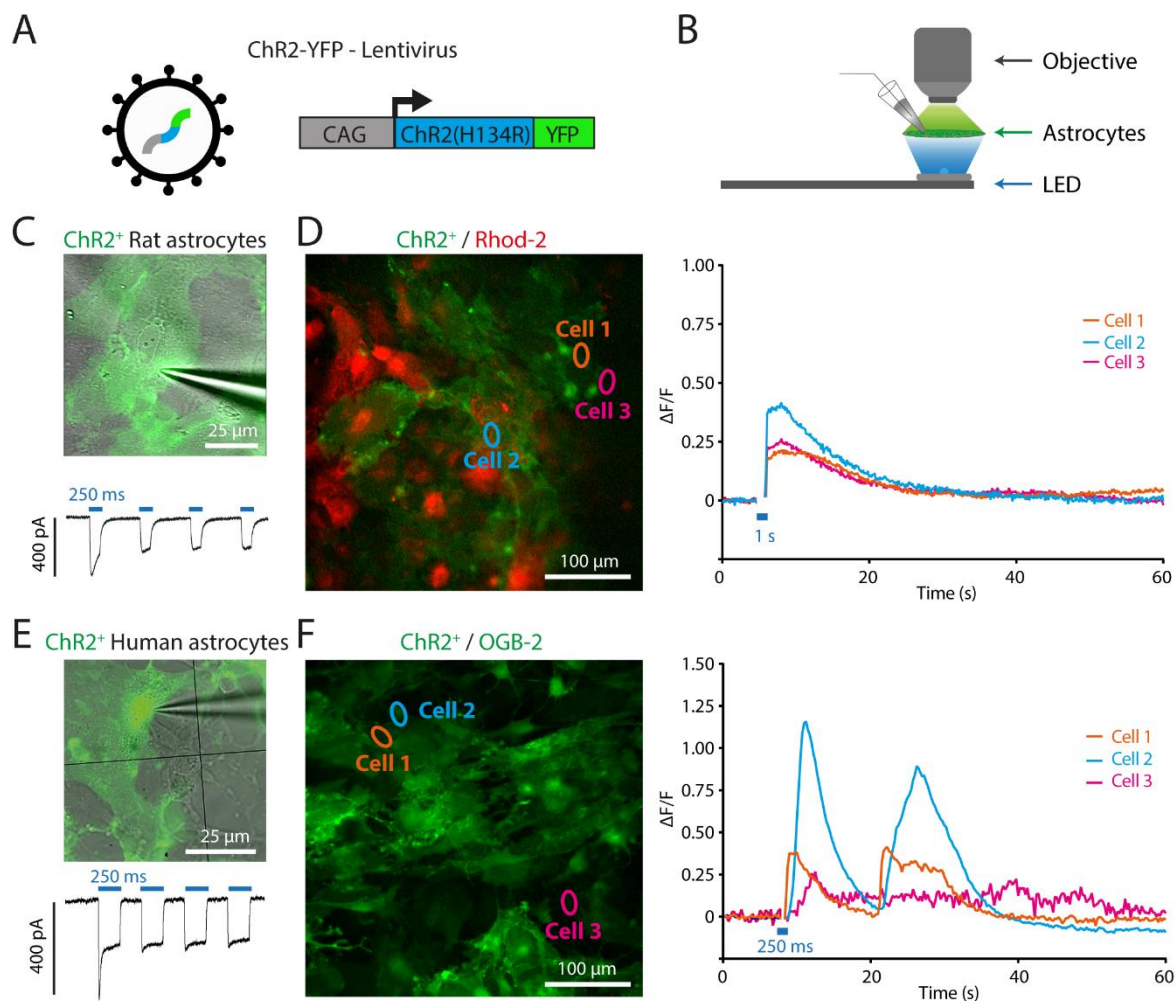 A
ChR2-YFP - Lentivirus
CAG
ChR2(H134R)
YFP
B
Objective
Astrocytes
LED
C
ChR2+ Rat astrocytes
25 µm
250 ms
400 pA
D
ChR2+ / Rhod-2
Cell 1
Cell 3
Cell 2
100 µm
1.00
0.75
0.50
0.25
0
ΔF/F
Cell 1
Cell 2
Cell 3
1 s
0
20
40
60
Time (s)
E
ChR2+ Human astrocytes
25 µm
250 ms
400 pA
F
ChR2+ / OGB-2
Cell 2
Cell 1
Cell 3
100 µm
1.50
1.25
1.00
0.75
0.50
0.25
0
ΔF/F
Cell 1
Cell 2
Cell 3
250 ms
0
20
40
60
Time (s)